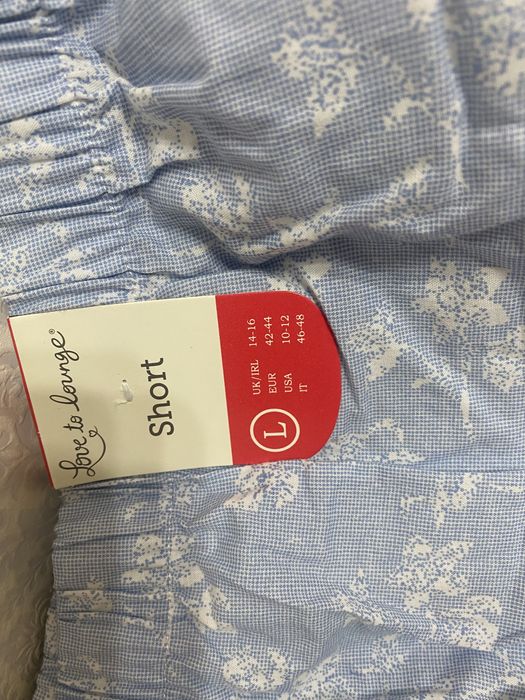 Love to lounge®
Short
L
UK/IRL 14-16
EUR 42-44
USA 10-12
IT 46-48